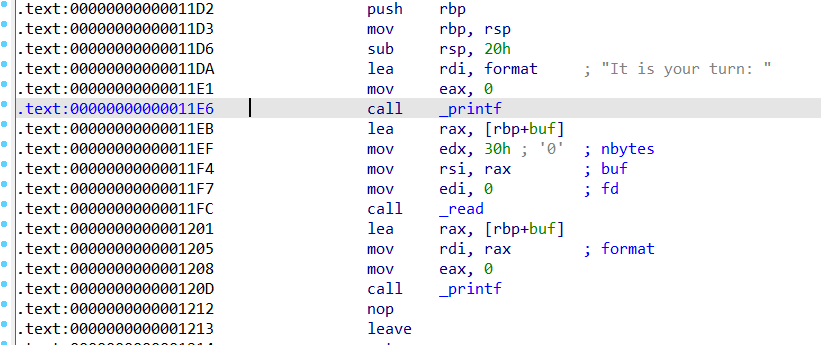 .text:00000000000011D2 push rbp
.text:00000000000011D3 mov rbp, rsp
.text:00000000000011D6 sub rsp, 20h
.text:00000000000011DA lea rdi, format ; "It is your turn: "
.text:00000000000011E1 mov eax, 0
.text:00000000000011E6 call _printf
.text:00000000000011EB lea rax, [rbp+buf]
.text:00000000000011EF mov edx, 30h ; '0' ; nbytes
.text:00000000000011F4 mov rsi, rax ; buf
.text:00000000000011F7 mov edi, 0 ; fd
.text:00000000000011FC call _read
.text:0000000000001201 lea rax, [rbp+buf]
.text:0000000000001205 mov rdi, rax ; format
.text:0000000000001208 mov eax, 0
.text:000000000000120D call _printf
.text:0000000000001212 nop
.text:0000000000001213 leave